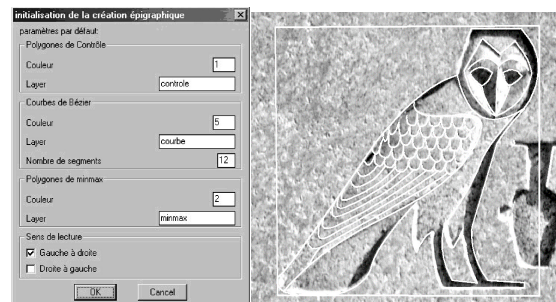 initialisation de la création épigraphique
paramètres par défaut:
Polygones de Contrôle
Couleur 1
Layer controle
Courbes de Bézier
Couleur 5
Layer courbe
Nombre de segments 12
Polygones de minmax
Couleur 2
Layer minmax
Sens de lecture
Gauche à droite
Droite à gauche
OK Cancel